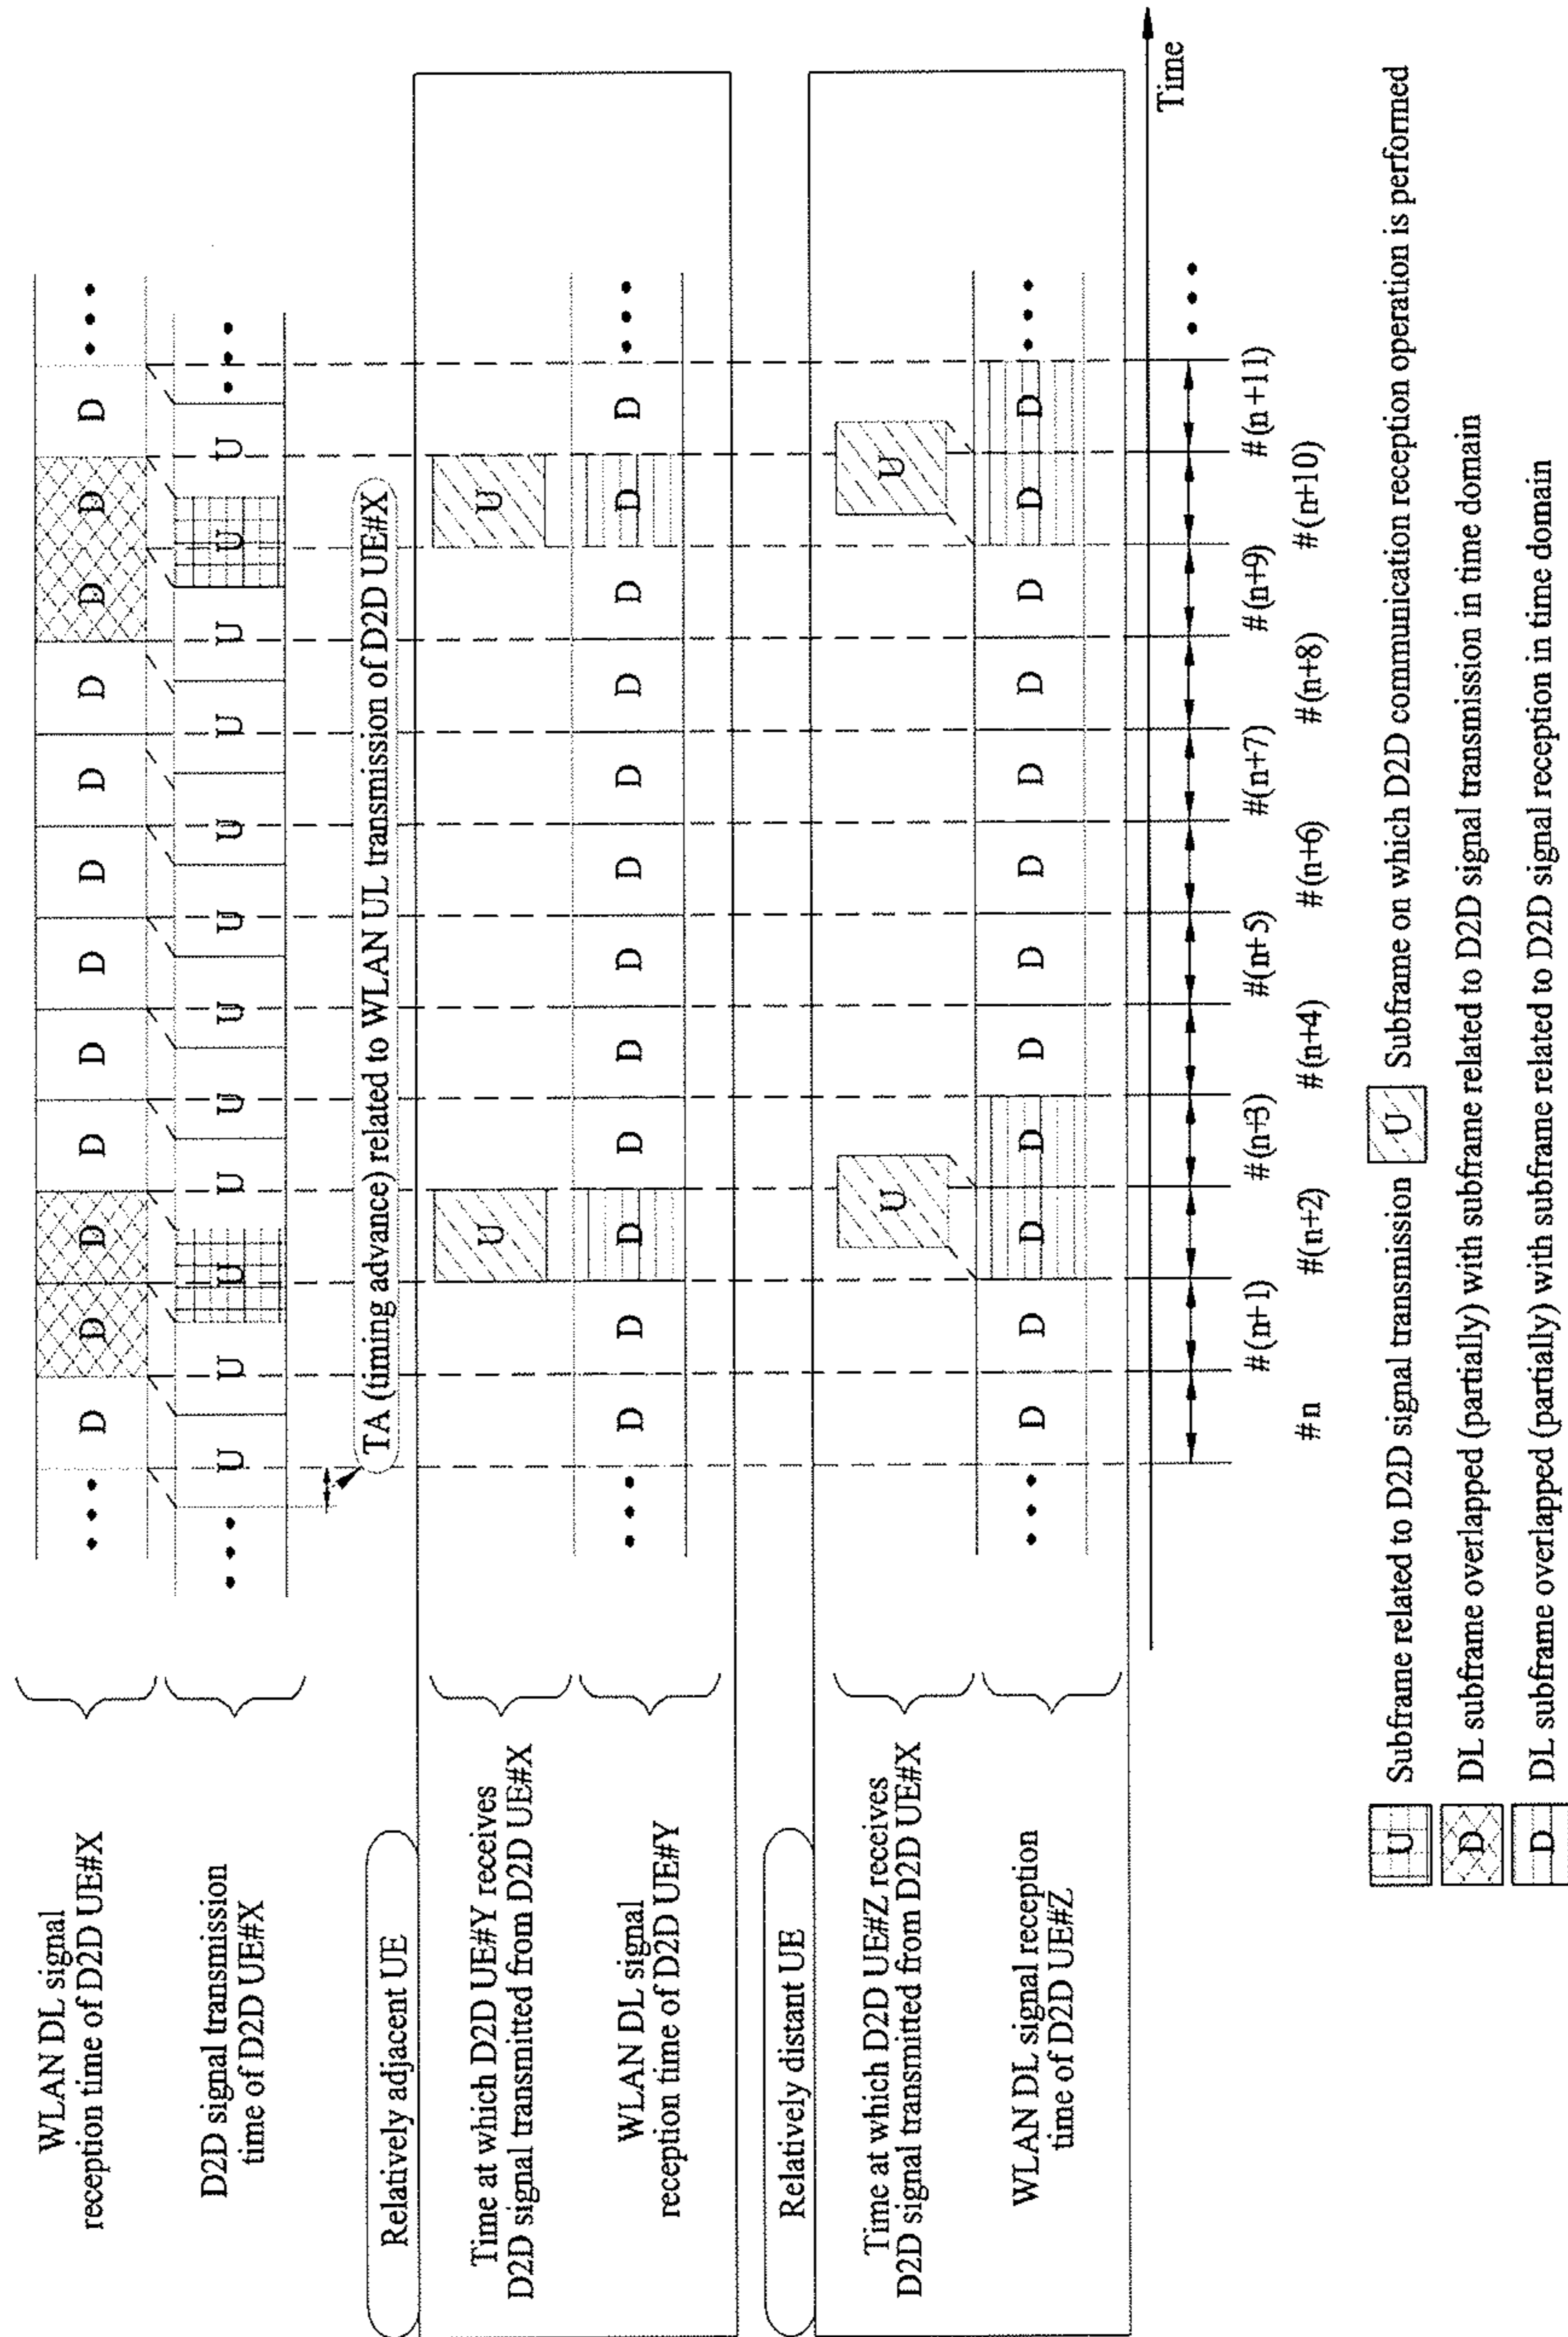 WLAN DL signal
reception time of D2D UE#X
• • • D D D D D D D D D D D D • • •
D2D signal transmission
time of D2D UE#X
• • • U U U U U U U U U U U U • • •
TA (timing advance) related to WLAN UL transmission of D2D UE#X
Relatively adjacent UE
Time at which D2D UE#Y receives
D2D signal transmitted from D2D UE#X
U U
WLAN DL signal
reception time of D2D UE#Y
• • • D D D D D D D D D D D D • • •
Relatively distant UE
Time at which D2D UE#Z receives
D2D signal transmitted from D2D UE#X
U U
WLAN DL signal reception
time of D2D UE#Z
• • • D D D D D D D D D D D D • • •
Time
#n #(n+1) #(n+2) #(n+3) #(n+4) #(n+5) #(n+6) #(n+7) #(n+8) #(n+9) #(n+10) #(n+11) • • •
U Subframe related to D2D signal transmission U Subframe on which D2D communication reception operation is performed
D DL subframe overlapped (partially) with subframe related to D2D signal transmission in time domain
D DL subframe overlapped (partially) with subframe related to D2D signal reception in time domain